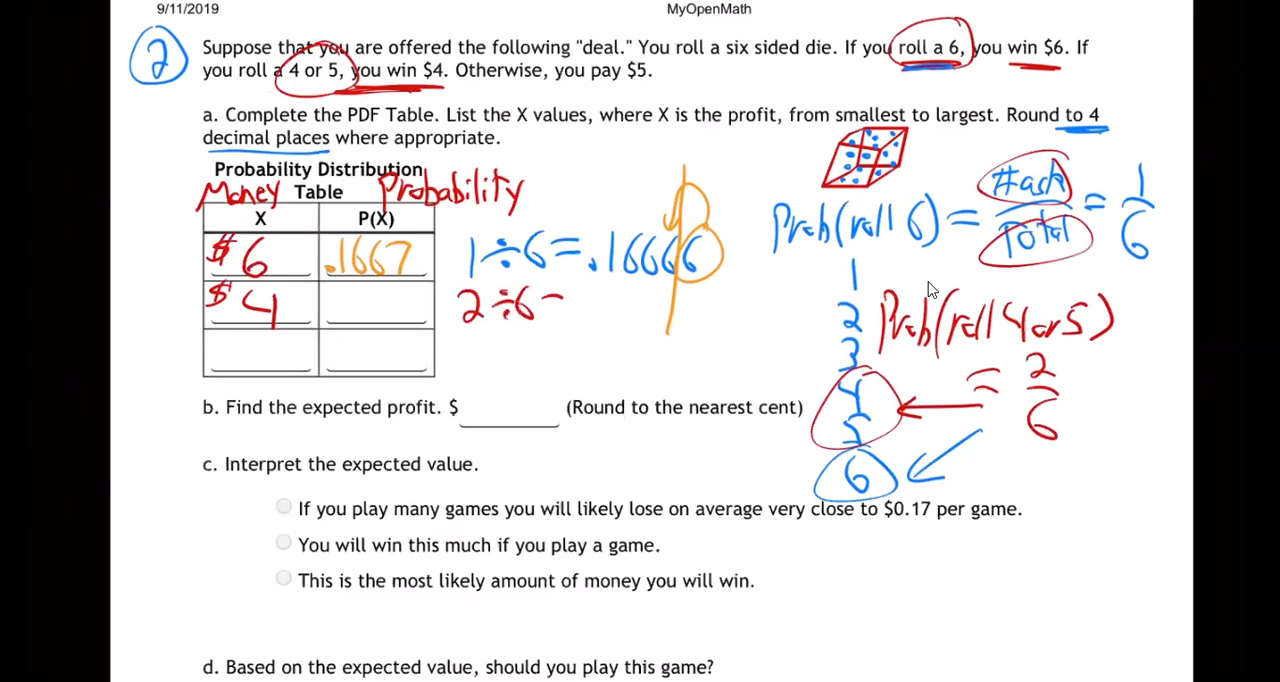 9/11/2019 MyOpenMath
2 Suppose that you are offered the following "deal." You roll a six sided die. If you roll a 6, you win $6. If
you roll a 4 or 5, you win $4. Otherwise, you pay $5.
a. Complete the PDF Table. List the X values, where X is the profit, from smallest to largest. Round to 4
decimal places where appropriate.
Probability Distribution
Table
Money Probability
X P(X)
$6 .1667 1÷6=.16666
$4 2÷6=
Prob(roll 6) = #each/Total = 1/6
1
2
3
4
5
6
Prob(roll 4 or 5)
= 2/6
b. Find the expected profit. $ (Round to the nearest cent)
c. Interpret the expected value.
If you play many games you will likely lose on average very close to $0.17 per game.
You will win this much if you play a game.
This is the most likely amount of money you will win.
d. Based on the expected value, should you play this game?